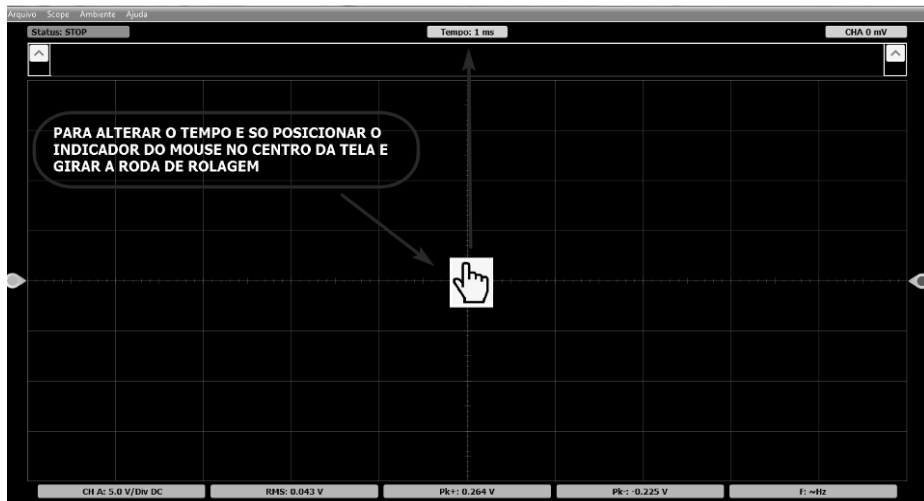 Arquivo Scope Ambiente Ajuda
Status: STOP Tempo: 1 ms CHA 0 mV
PARA ALTERAR O TEMPO E SO POSICIONAR O
INDICADOR DO MOUSE NO CENTRO DA TELA E
GIRAR A RODA DE ROLAGEM
CH A: 5.0 V/Div DC RMS: 0.043 V Pk+: 0.264 V Pk-: -0.225 V F: ~Hz